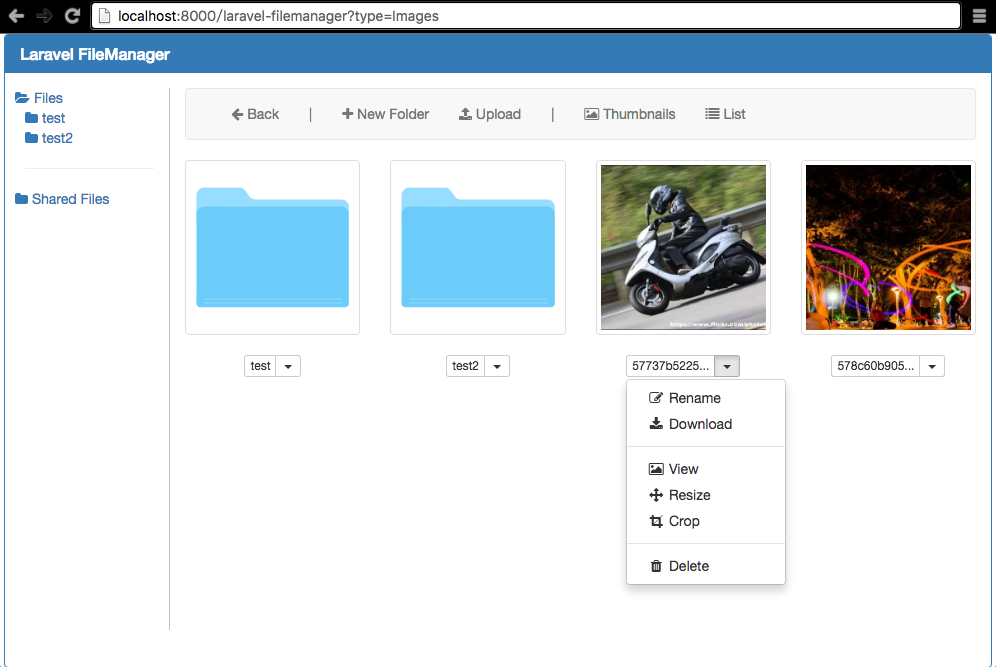 localhost:8000/laravel-filemanager?type=Images
Laravel FileManager
Files
test
test2
Shared Files
Back | New Folder Upload | Thumbnails List
https://www.flickr.com/photos
test
test2
57737b5225...
578c60b905...
Rename
Download
View
Resize
Crop
Delete